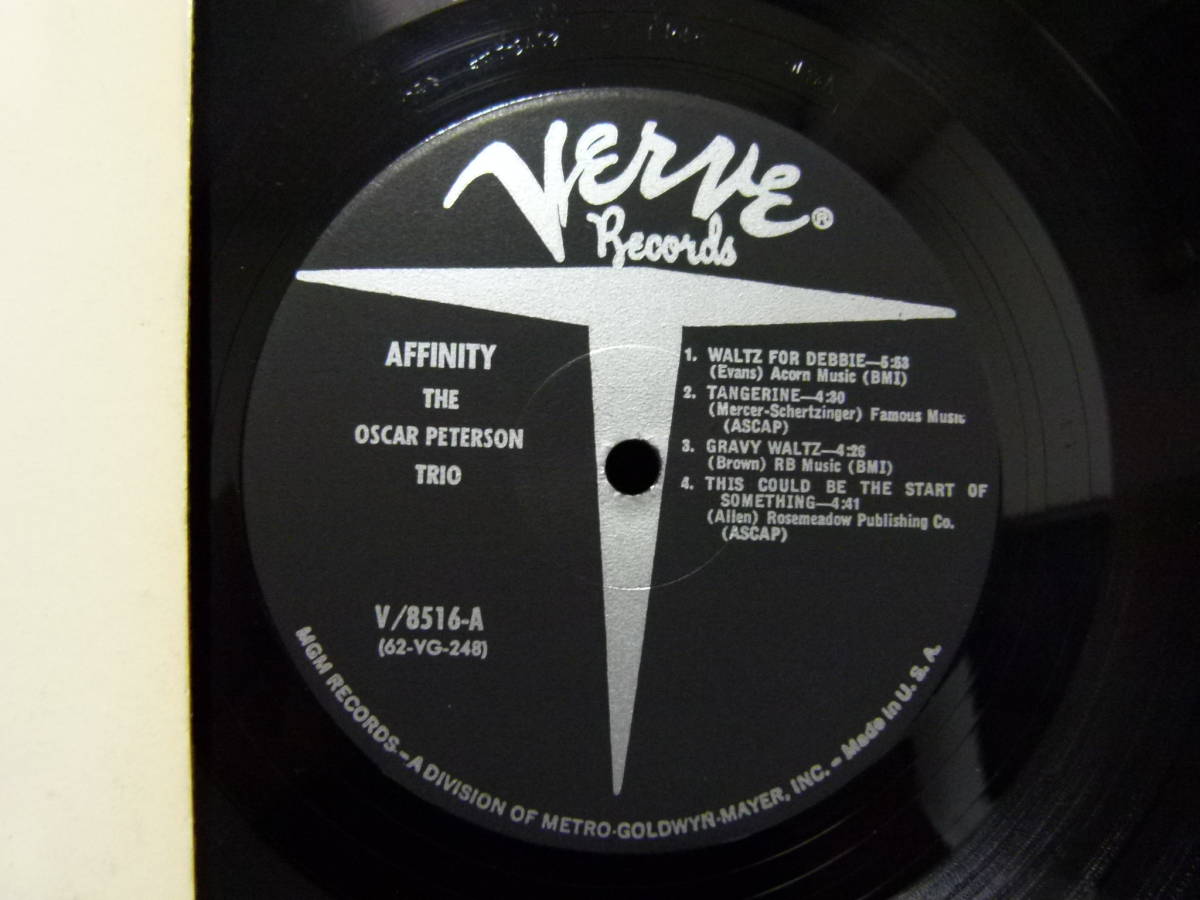 Verve®
Records
AFFINITY
THE
OSCAR PETERSON
TRIO
1. WALTZ FOR DEBBIE—5:53
(Evans) Acorn Music (BMI)
2. TANGERINE—4:30
(Mercer-Schertzinger) Famous Music
(ASCAP)
3. GRAVY WALTZ—4:26
(Brown) RB Music (BMI)
4. THIS COULD BE THE START OF
SOMETHING—4:41
(Allen) Rosemeadow Publishing Co.
(ASCAP)
V/8516-A
(62-VG-248)
MGM RECORDS – A DIVISION OF METRO-GOLDWYN-MAYER, INC. – Made in U. S. A.